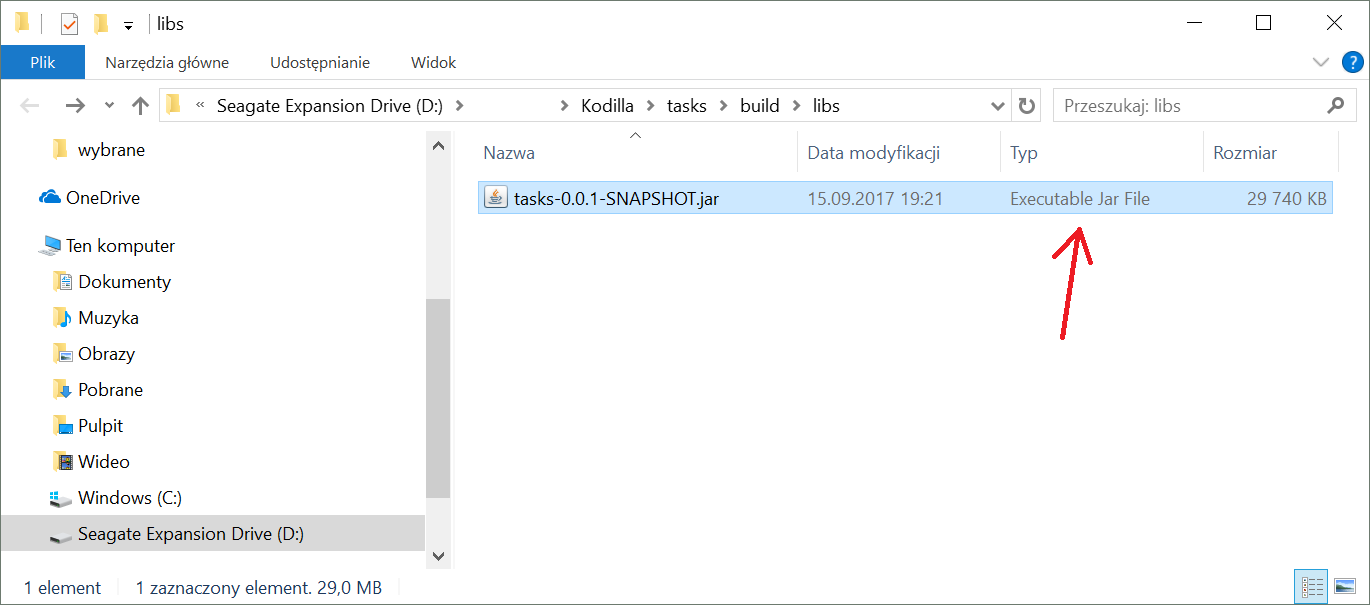 libs
Plik Narzędzia główne Udostępnianie Widok ?
« Seagate Expansion Drive (D:) > > Kodilla > tasks > build > libs Przeszukaj: libs
wybrane
OneDrive
Ten komputer
Dokumenty
Muzyka
Obrazy
Pobrane
Pulpit
Wideo
Windows (C:)
Seagate Expansion Drive (D:)
Nazwa Data modyfikacji Typ Rozmiar
tasks-0.0.1-SNAPSHOT.jar 15.09.2017 19:21 Executable Jar File 29 740 KB
1 element 1 zaznaczony element. 29,0 MB